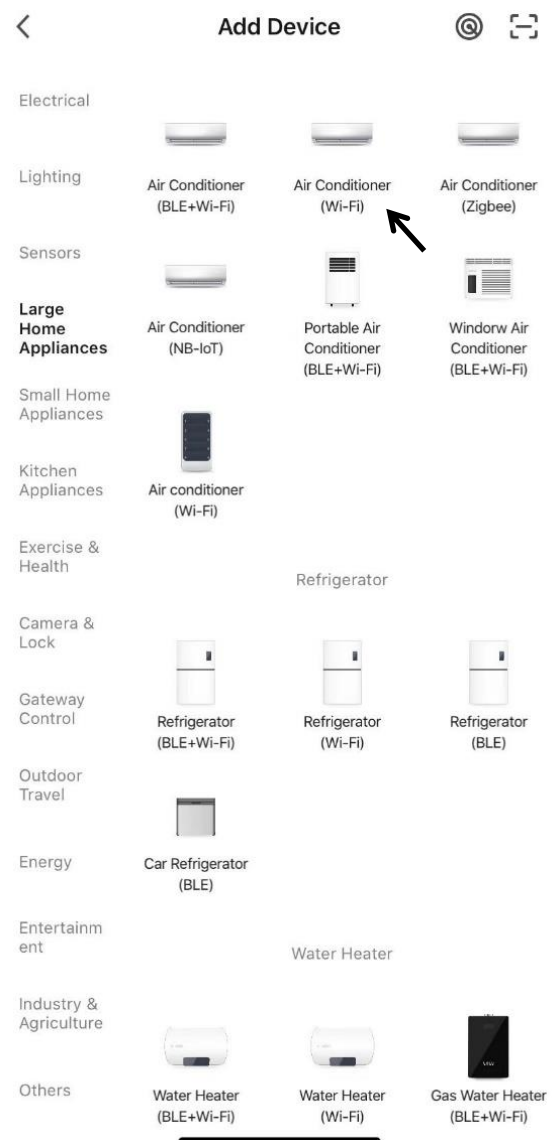 Add Device
Electrical
Lighting
Sensors
Large
Home
Appliances
Small Home
Appliances
Kitchen
Appliances
Exercise &
Health
Camera &
Lock
Gateway
Control
Outdoor
Travel
Energy
Entertainm
ent
Industry &
Agriculture
Others
Air Conditioner
(BLE+Wi-Fi)
Air Conditioner
(Wi-Fi)
Air Conditioner
(Zigbee)
Air Conditioner
(NB-IoT)
Portable Air
Conditioner
(BLE+Wi-Fi)
Windorw Air
Conditioner
(BLE+Wi-Fi)
Air conditioner
(Wi-Fi)
Refrigerator
Refrigerator
(BLE+Wi-Fi)
Refrigerator
(Wi-Fi)
Refrigerator
(BLE)
Car Refrigerator
(BLE)
Water Heater
Water Heater
(BLE+Wi-Fi)
Water Heater
(Wi-Fi)
Gas Water Heater
(BLE+Wi-Fi)